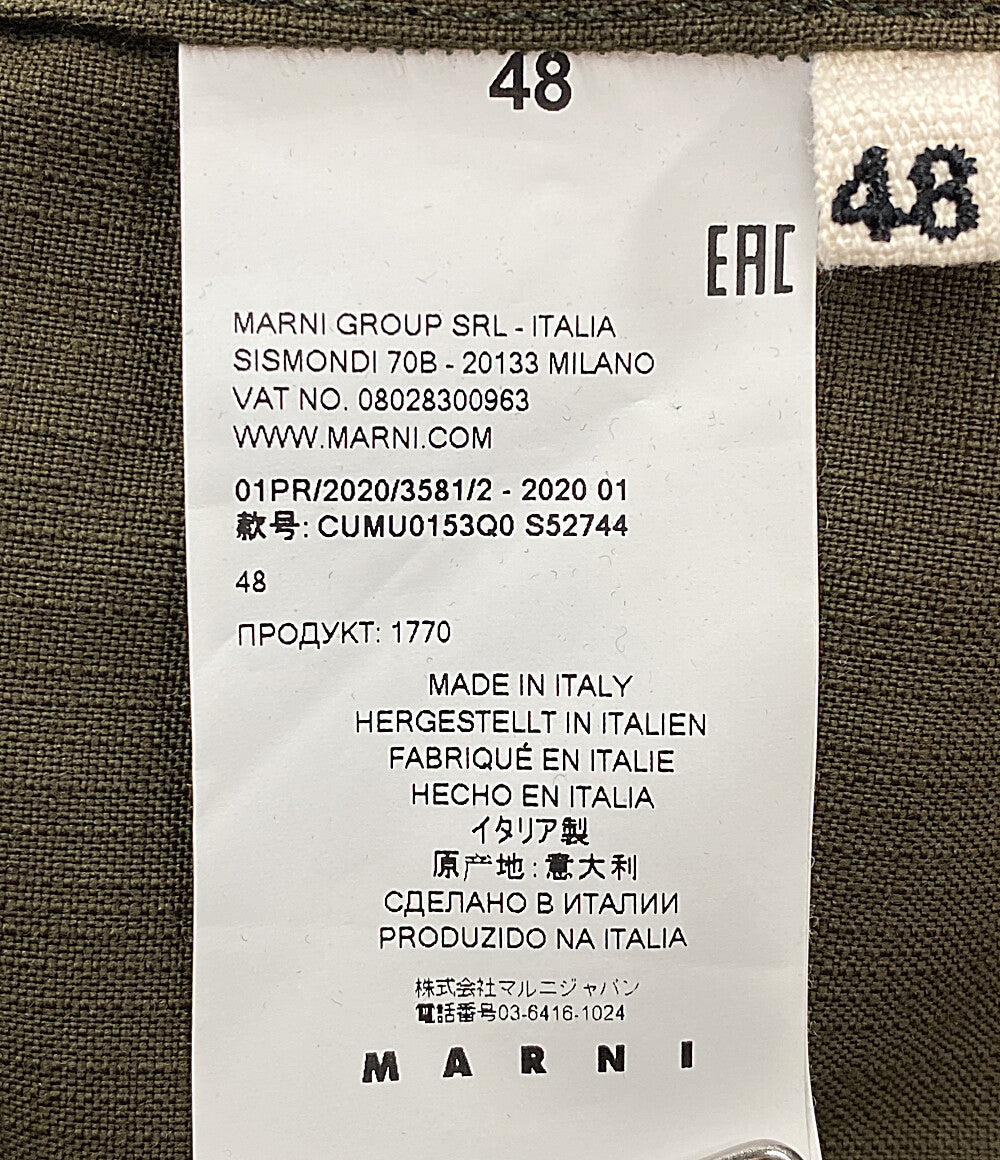 48
48
EAC
MARNI GROUP SRL - ITALIA
SISMONDI 70B - 20133 MILANO
VAT NO. 08028300963
WWW.MARNI.COM
01PR/2020/3581/2 - 2020 01
款号: CUMU0153Q0 S52744
48
ПРОДУКТ: 1770
MADE IN ITALY
HERGESTELLT IN ITALIEN
FABRIQUÉ EN ITALIE
HECHO EN ITALIA
イタリア製
原产地:意大利
СДЕЛАНО В ИТАЛИИ
PRODUZIDO NA ITALIA
株式会社マルニジャパン
電話番号03-6416-1024
MARNI